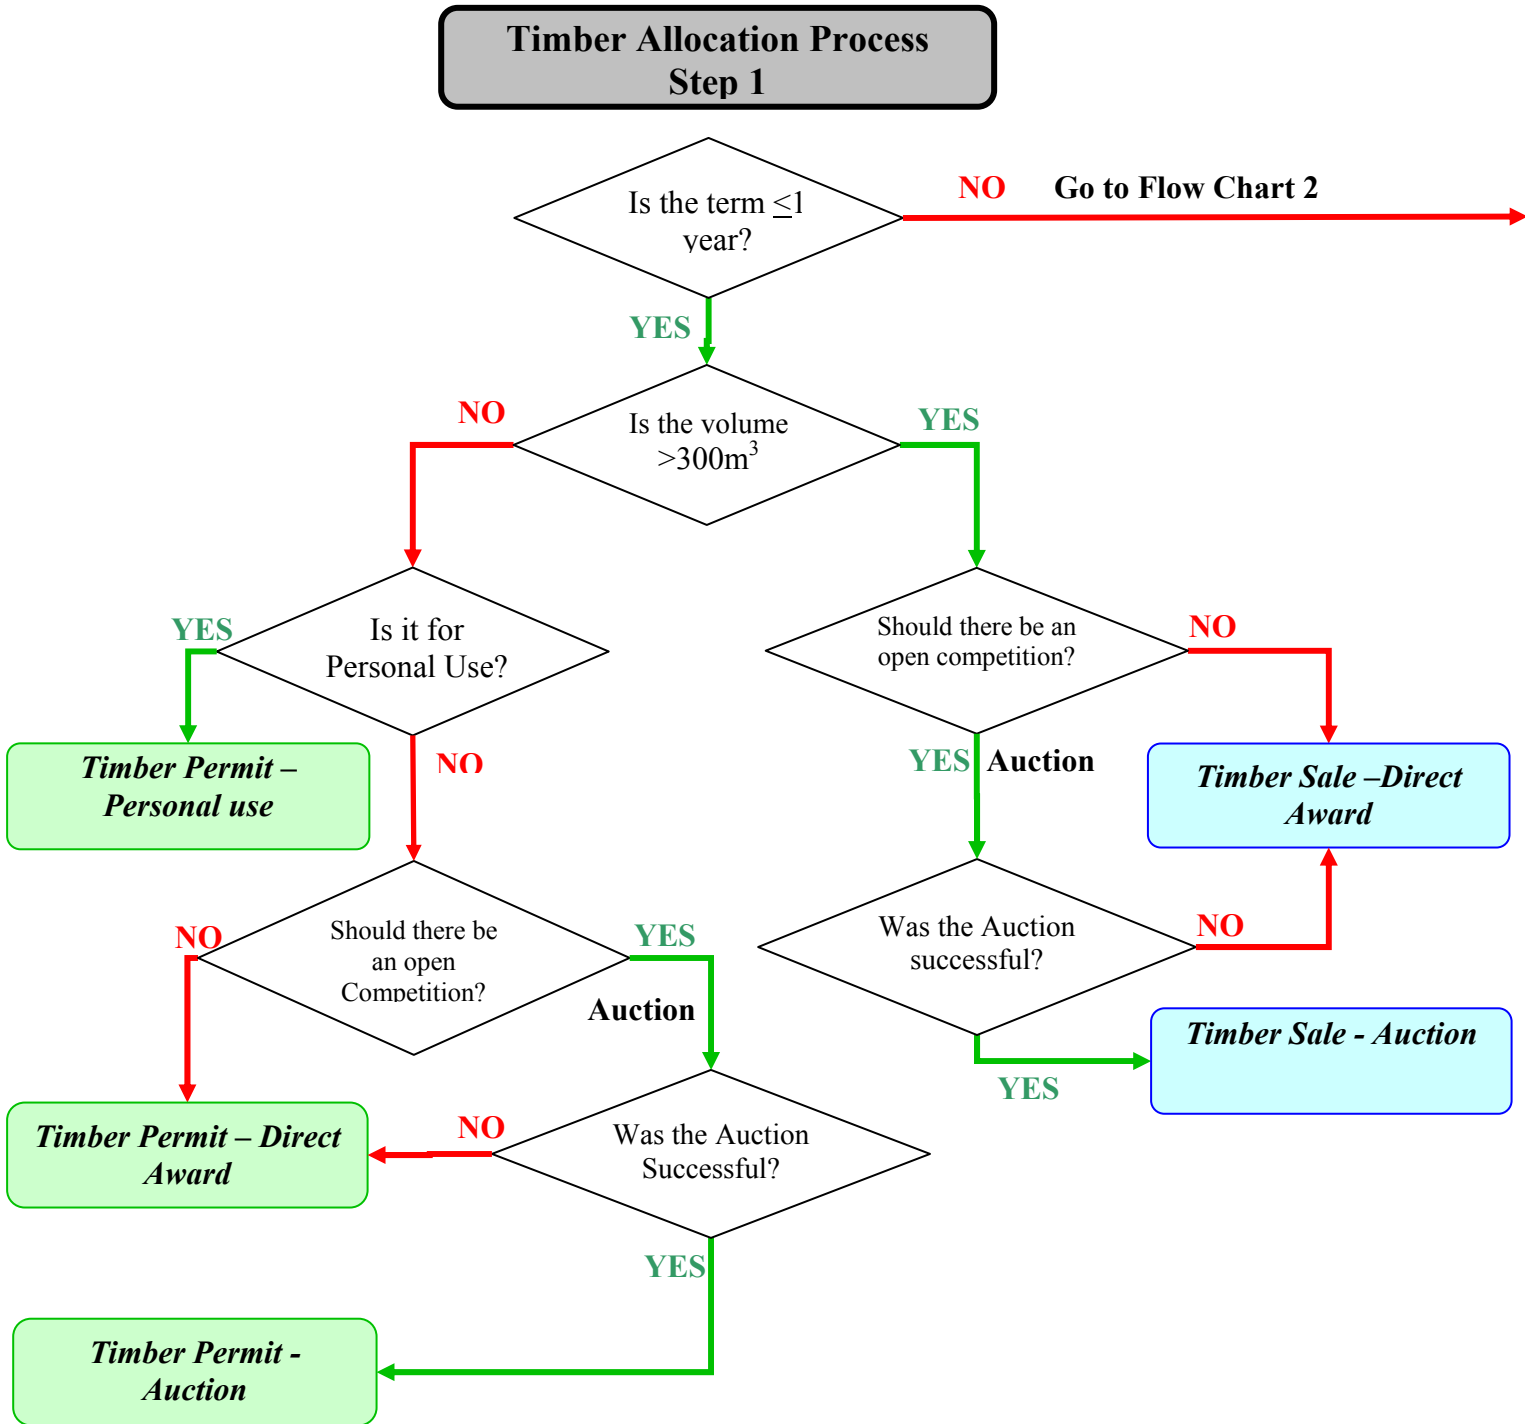 Timber Allocation Process
Step 1
Is the term ≤1
year?
NO
Go to Flow Chart 2
YES
Is the volume
>300m³
NO
YES
Is it for
Personal Use?
YES
NO
Should there be an
open competition?
NO
YES
Auction
Timber Permit –
Personal use
Timber Sale –Direct
Award
Should there be
an open
Competition?
NO
YES
Auction
Was the Auction
successful?
NO
YES
Timber Sale - Auction
Timber Permit – Direct
Award
NO
Was the Auction
Successful?
YES
Timber Permit -
Auction